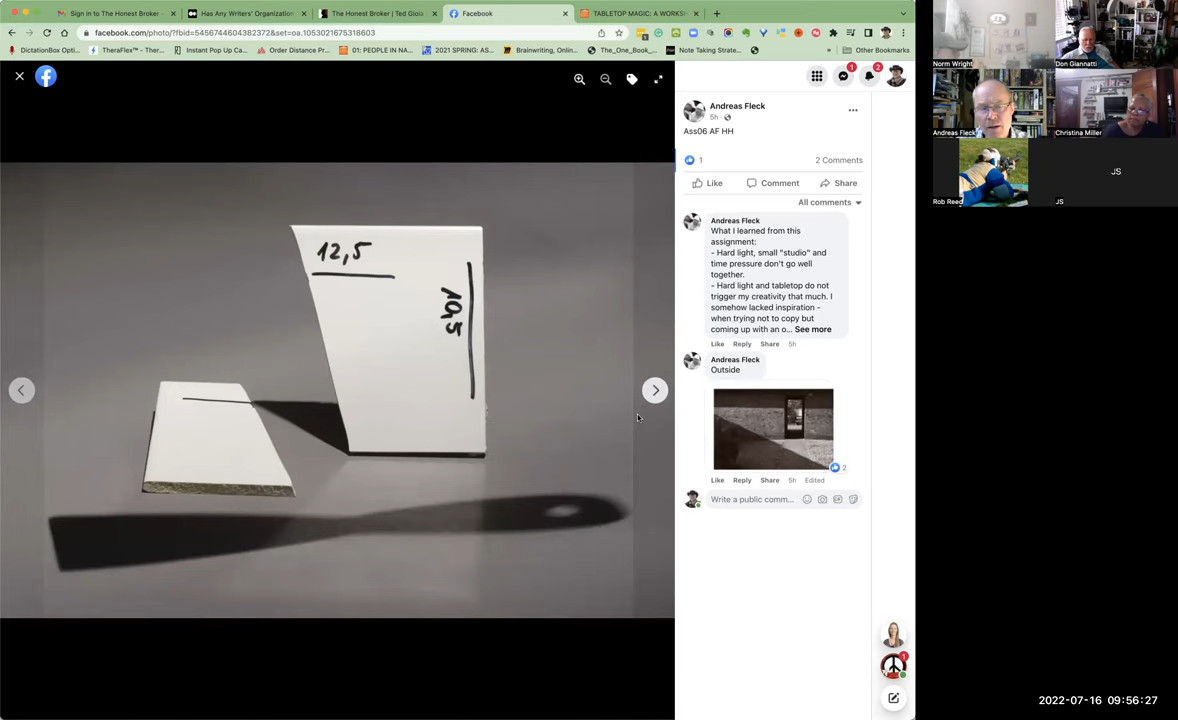 Sign in to The Honest Broker -
Has Any Writers' Organization
The Honest Broker | Ted Gioia
Facebook
TABLETOP MAGIC: A WORKSH
facebook.com/photo/?fbid=5456744604382372&set=oa.1053021675318603
DictationBox Opti...
TheraFlex™ – Ther...
Instant Pop Up Ca...
Order Distance Pr...
01: PEOPLE IN NA...
2021 SPRING: AS...
Brainwriting, Onlin...
The_One_Book_...
Note Taking Strate...
Other Bookmarks
12,5
10,5
1
2
Andreas Fleck
5h
Ass06 AF HH
1
2 Comments
Like
Comment
Share
All comments
Andreas Fleck
What I learned from this
assignment:
- Hard light, small "studio" and
time pressure don't go well
together.
- Hard light and tabletop do not
trigger my creativity that much. I
somehow lacked inspiration -
when trying not to copy but
coming up with an o... See more
Like Reply Share 5h
Andreas Fleck
Outside
2
Like Reply Share 5h Edited
Write a public comm...
1
Norm Wright
Don Giannatti
Andreas Fleck
Christina Miller
Rob Reed
JS
JS
2022-07-16 09:56:27